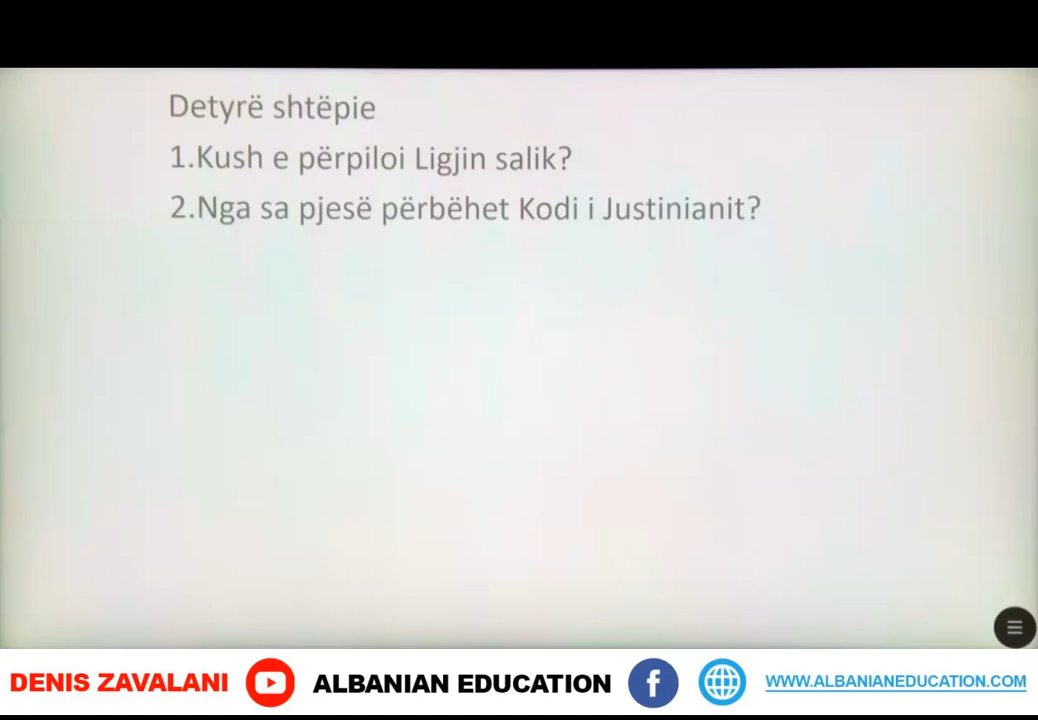 Detyrë shtëpie
1.Kush e përpiloi Ligjin salik?
2.Nga sa pjesë përbëhet Kodi i Justinianit?
DENIS ZAVALANI ALBANIAN EDUCATION f WWW.ALBANIANEDUCATION.COM